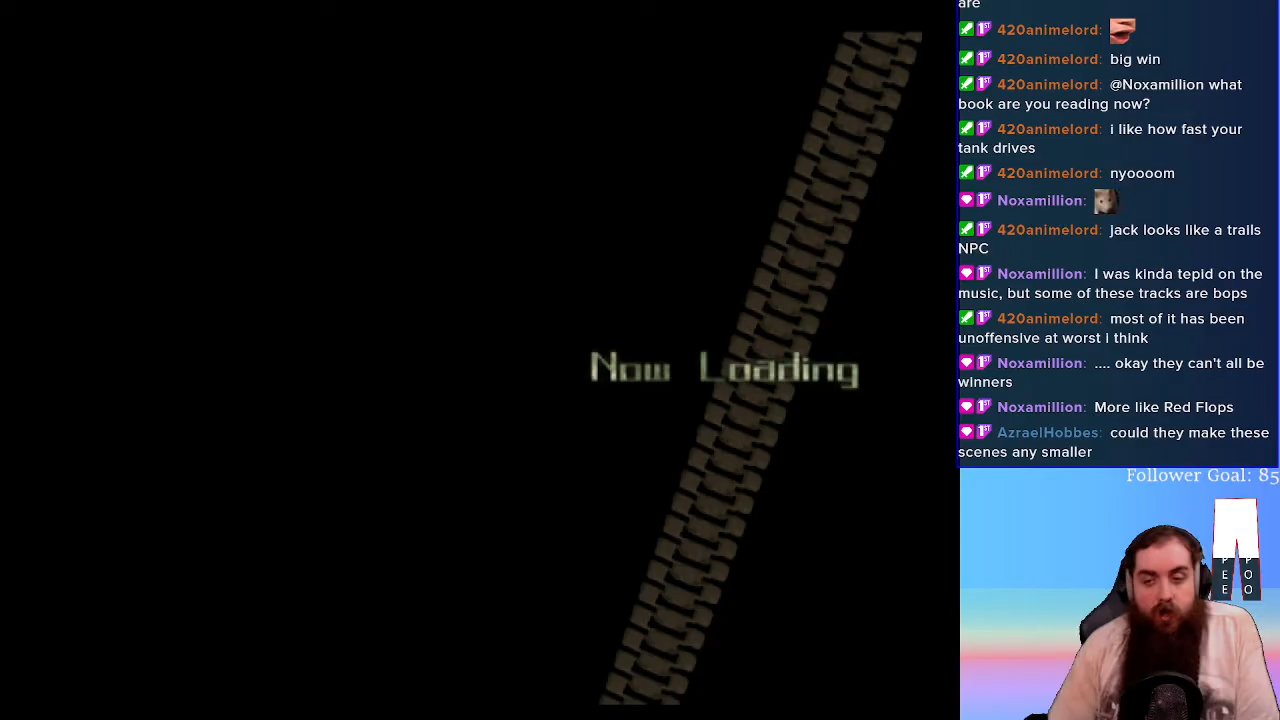 are
420animelord:
420animelord: big win
420animelord: @Noxamillion what
book are you reading now?
420animelord: i like how fast your
tank drives
420animelord: nyoooom
Noxamillion:
420animelord: jack looks like a trails
NPC
Noxamillion: I was kinda tepid on the
music, but some of these tracks are bops
420animelord: most of it has been
unoffensive at worst i think
Noxamillion: .... okay they can't all be
winners
Noxamillion: More like Red Flops
AzraelHobbes: could they make these
scenes any smaller
Now Loading
Follower Goal: 85
P P
E O
E O